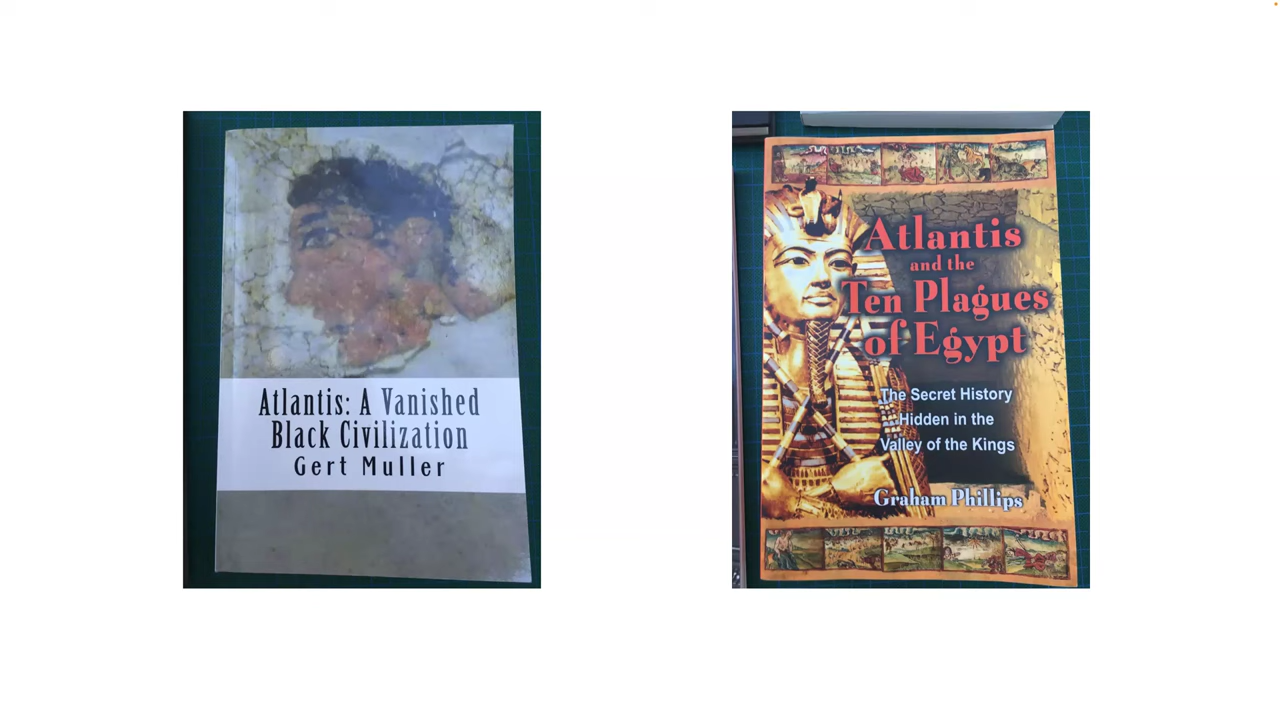 Atlantis: A Vanished
Black Civilization
Gert Muller
Atlantis
and the
Ten Plagues
of Egypt
The Secret History
Hidden in the
Valley of the Kings
Graham Phillips